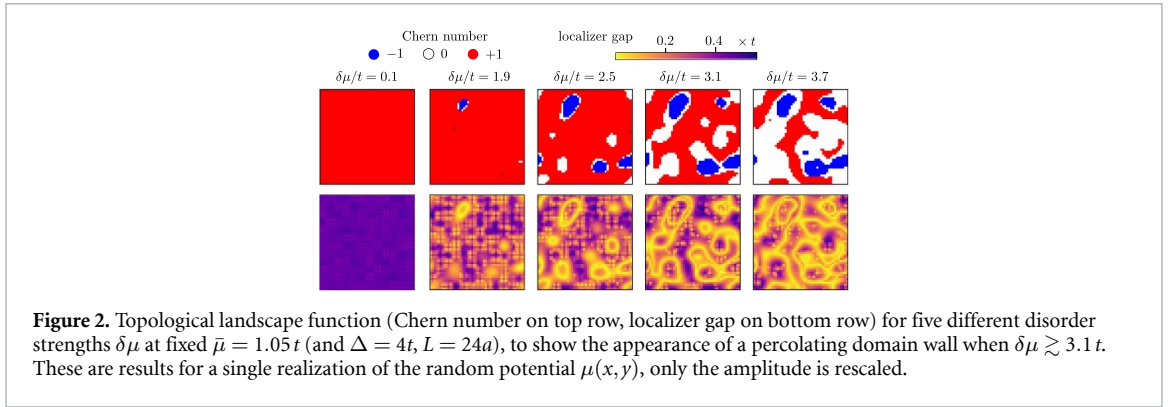 Chern number
−1 0 +1
localizer gap 0.2 0.4 × t
δμ/t = 0.1 δμ/t = 1.9 δμ/t = 2.5 δμ/t = 3.1 δμ/t = 3.7
Figure 2. Topological landscape function (Chern number on top row, localizer gap on bottom row) for five different disorder
strengths δμ at fixed μ̄ = 1.05 t (and Δ = 4t, L = 24a), to show the appearance of a percolating domain wall when δμ ≳ 3.1 t.
These are results for a single realization of the random potential μ(x, y), only the amplitude is rescaled.